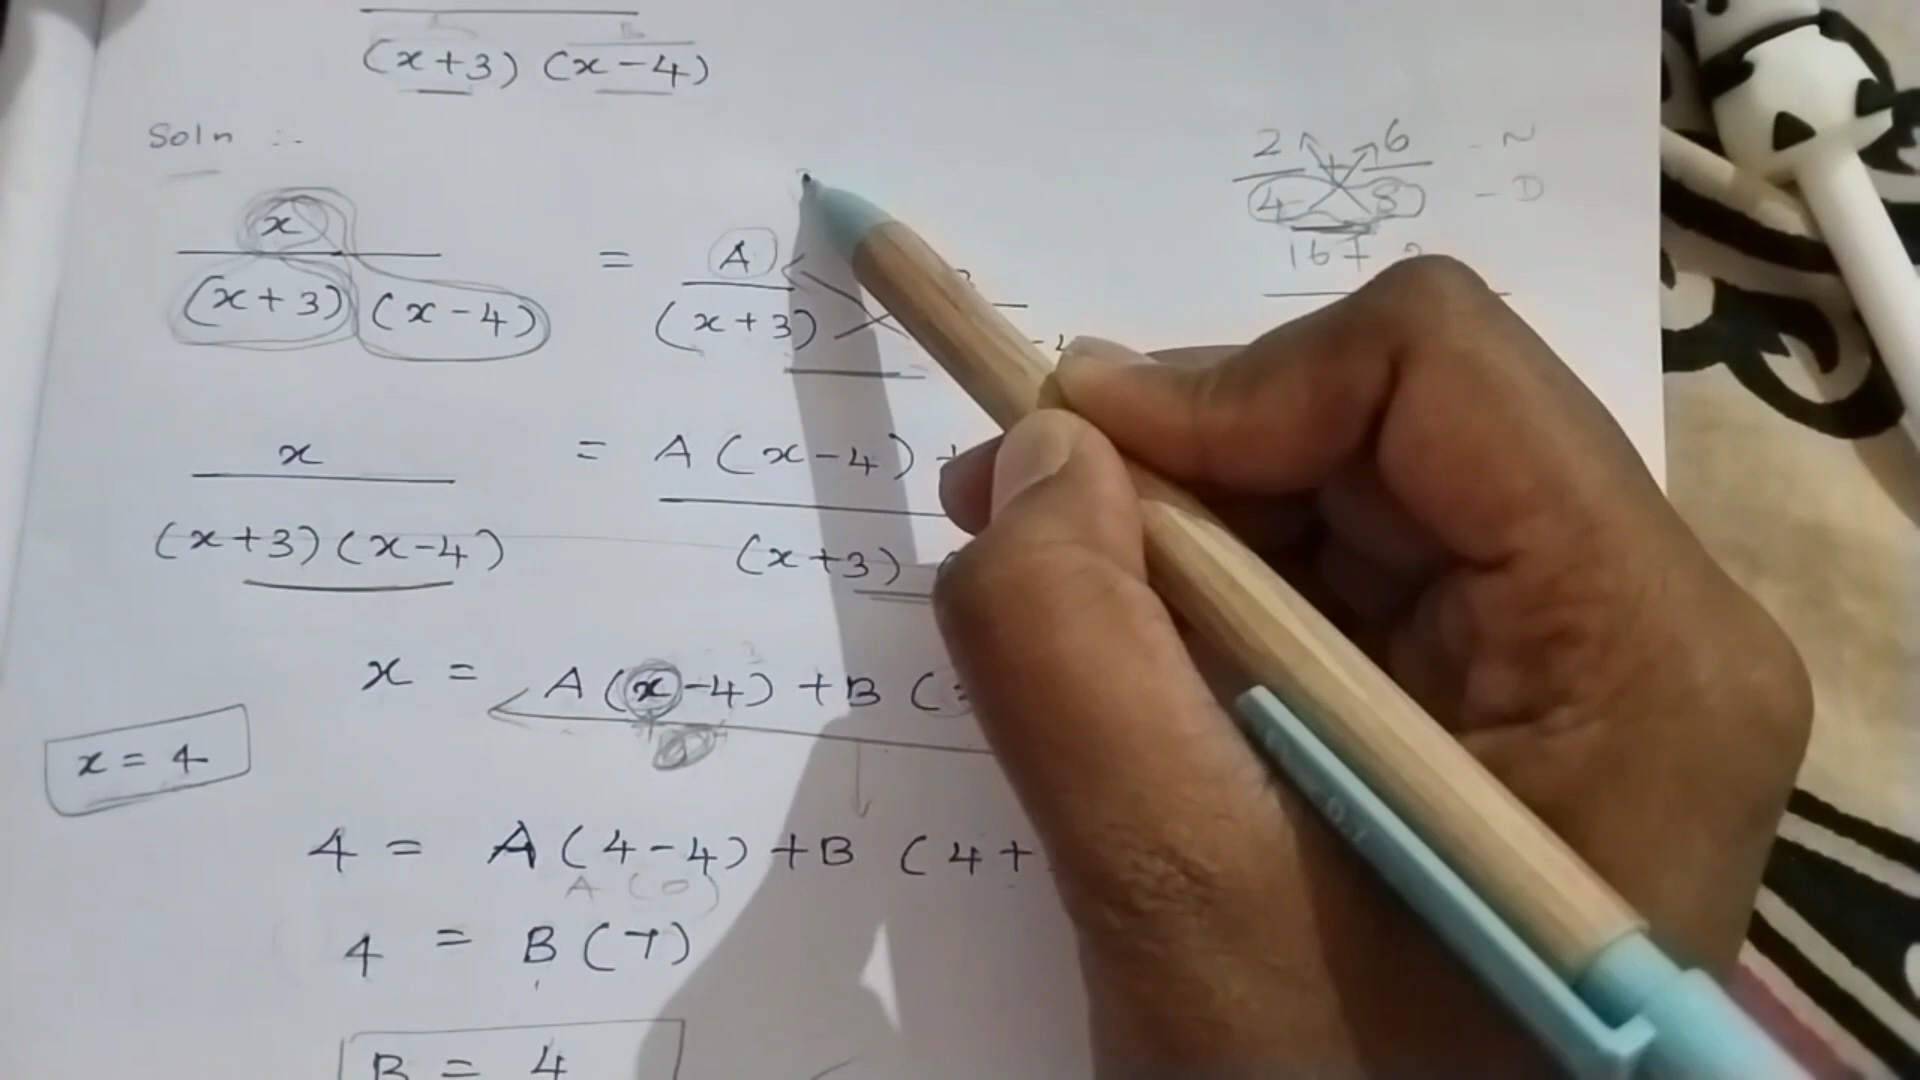 (x+3) (x-4)
Soln :-
2 + 6 - N
4 8 - D
16+
x = A
(x+3) (x-4) (x+3)
x = A(x-4) +
(x+3)(x-4) (x+3)
x = A(x-4)+B(
x = 4
4 = A(4-4)+B (4+
A(0)
4 = B(7)
B = 4